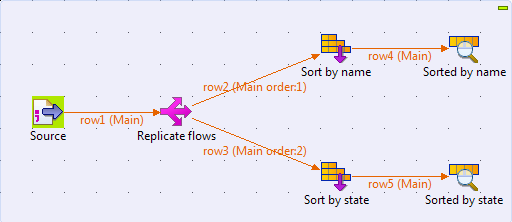 row2 (Main order:1)
Sort by name
row4 (Main)
Sorted by name
Source
row1 (Main)
Replicate flows
row3 (Main order:2)
Sort by state
row5 (Main)
Sorted by state